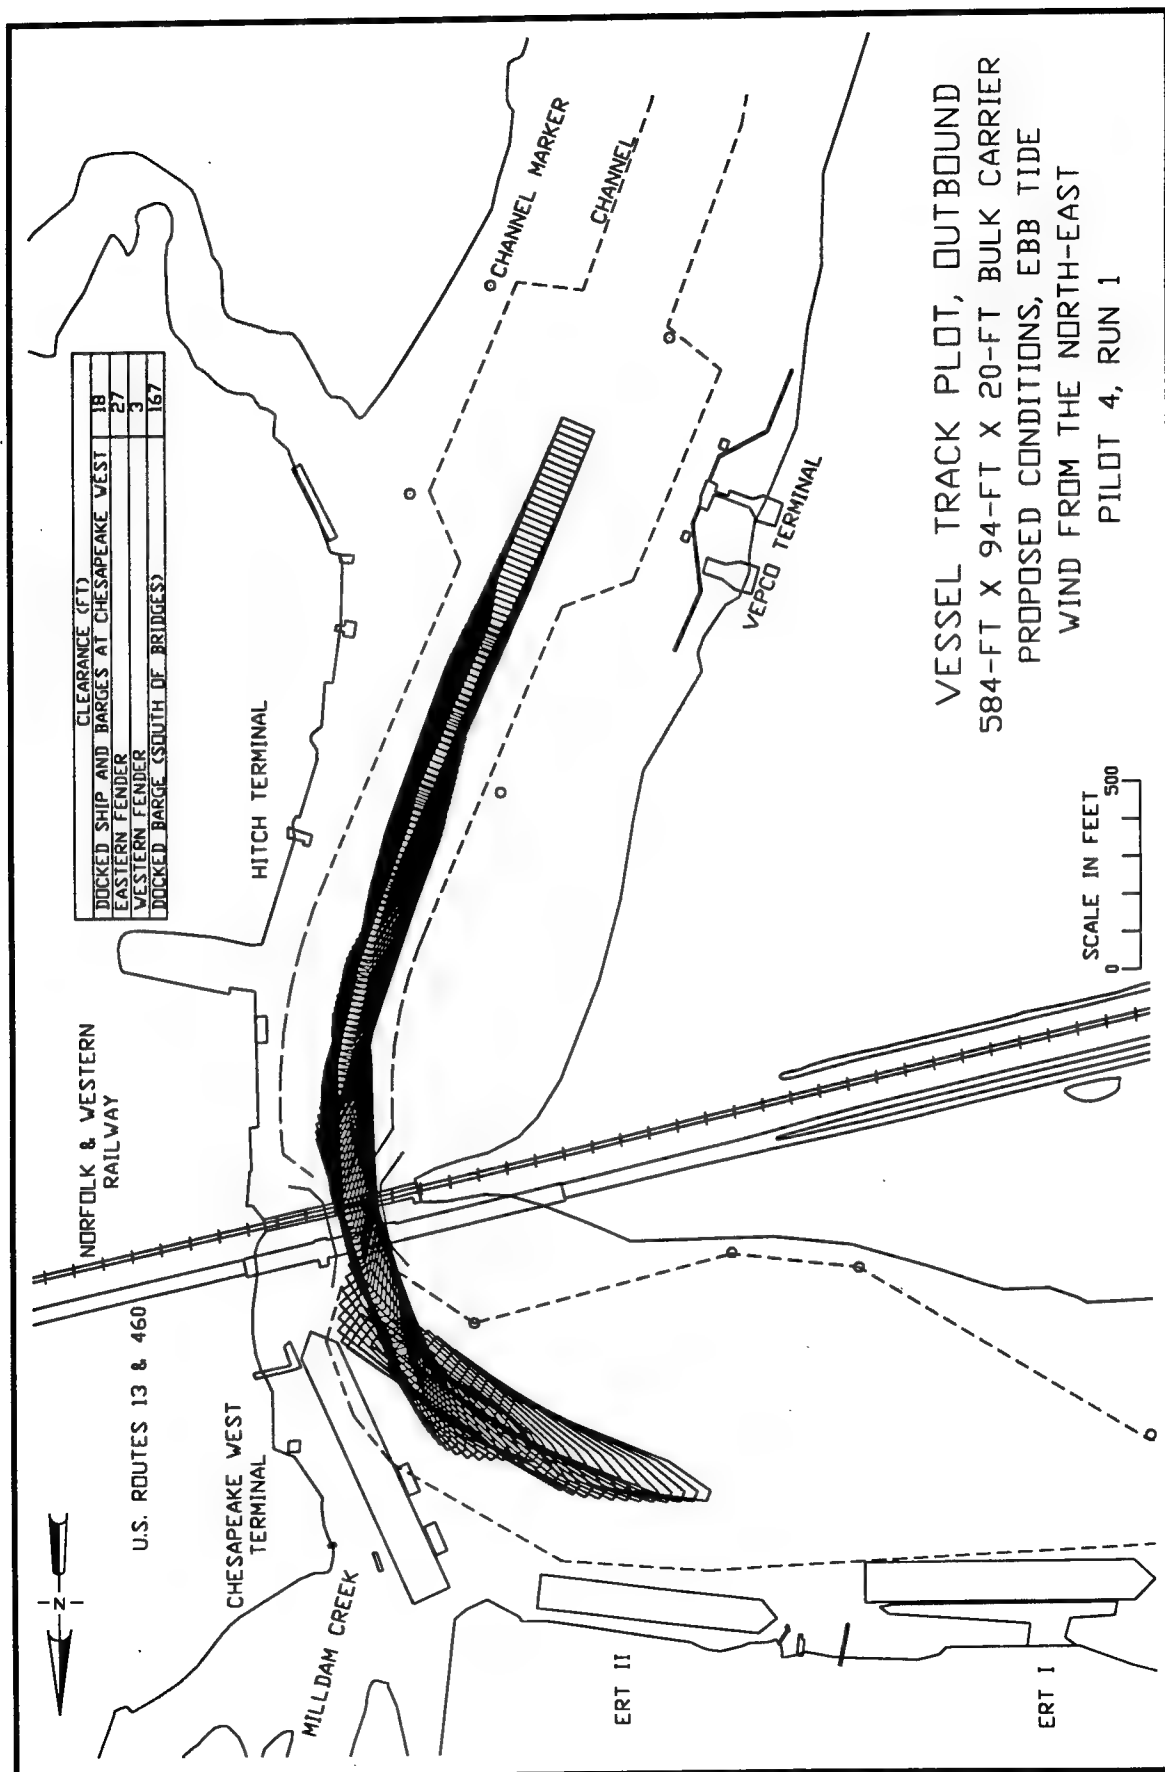 CLEARANCE (FT)
DOCKED SHIP AND BARGES AT CHESAPEAKE WEST 18
EASTERN FENDER 27
WESTERN FENDER 3
DOCKED BARGE (SOUTH OF BRIDGES) 167
N
NORFOLK & WESTERN
RAILWAY
U.S. ROUTES 13 & 460
CHESAPEAKE WEST
TERMINAL
MILLDAM CREEK
HITCH TERMINAL
CHANNEL MARKER
CHANNEL
VEPCO TERMINAL
ERT II
ERT I
SCALE IN FEET
0 500
VESSEL TRACK PLOT, OUTBOUND
584-FT X 94-FT X 20-FT BULK CARRIER
PROPOSED CONDITIONS, EBB TIDE
WIND FROM THE NORTH-EAST
PILOT 4, RUN 1